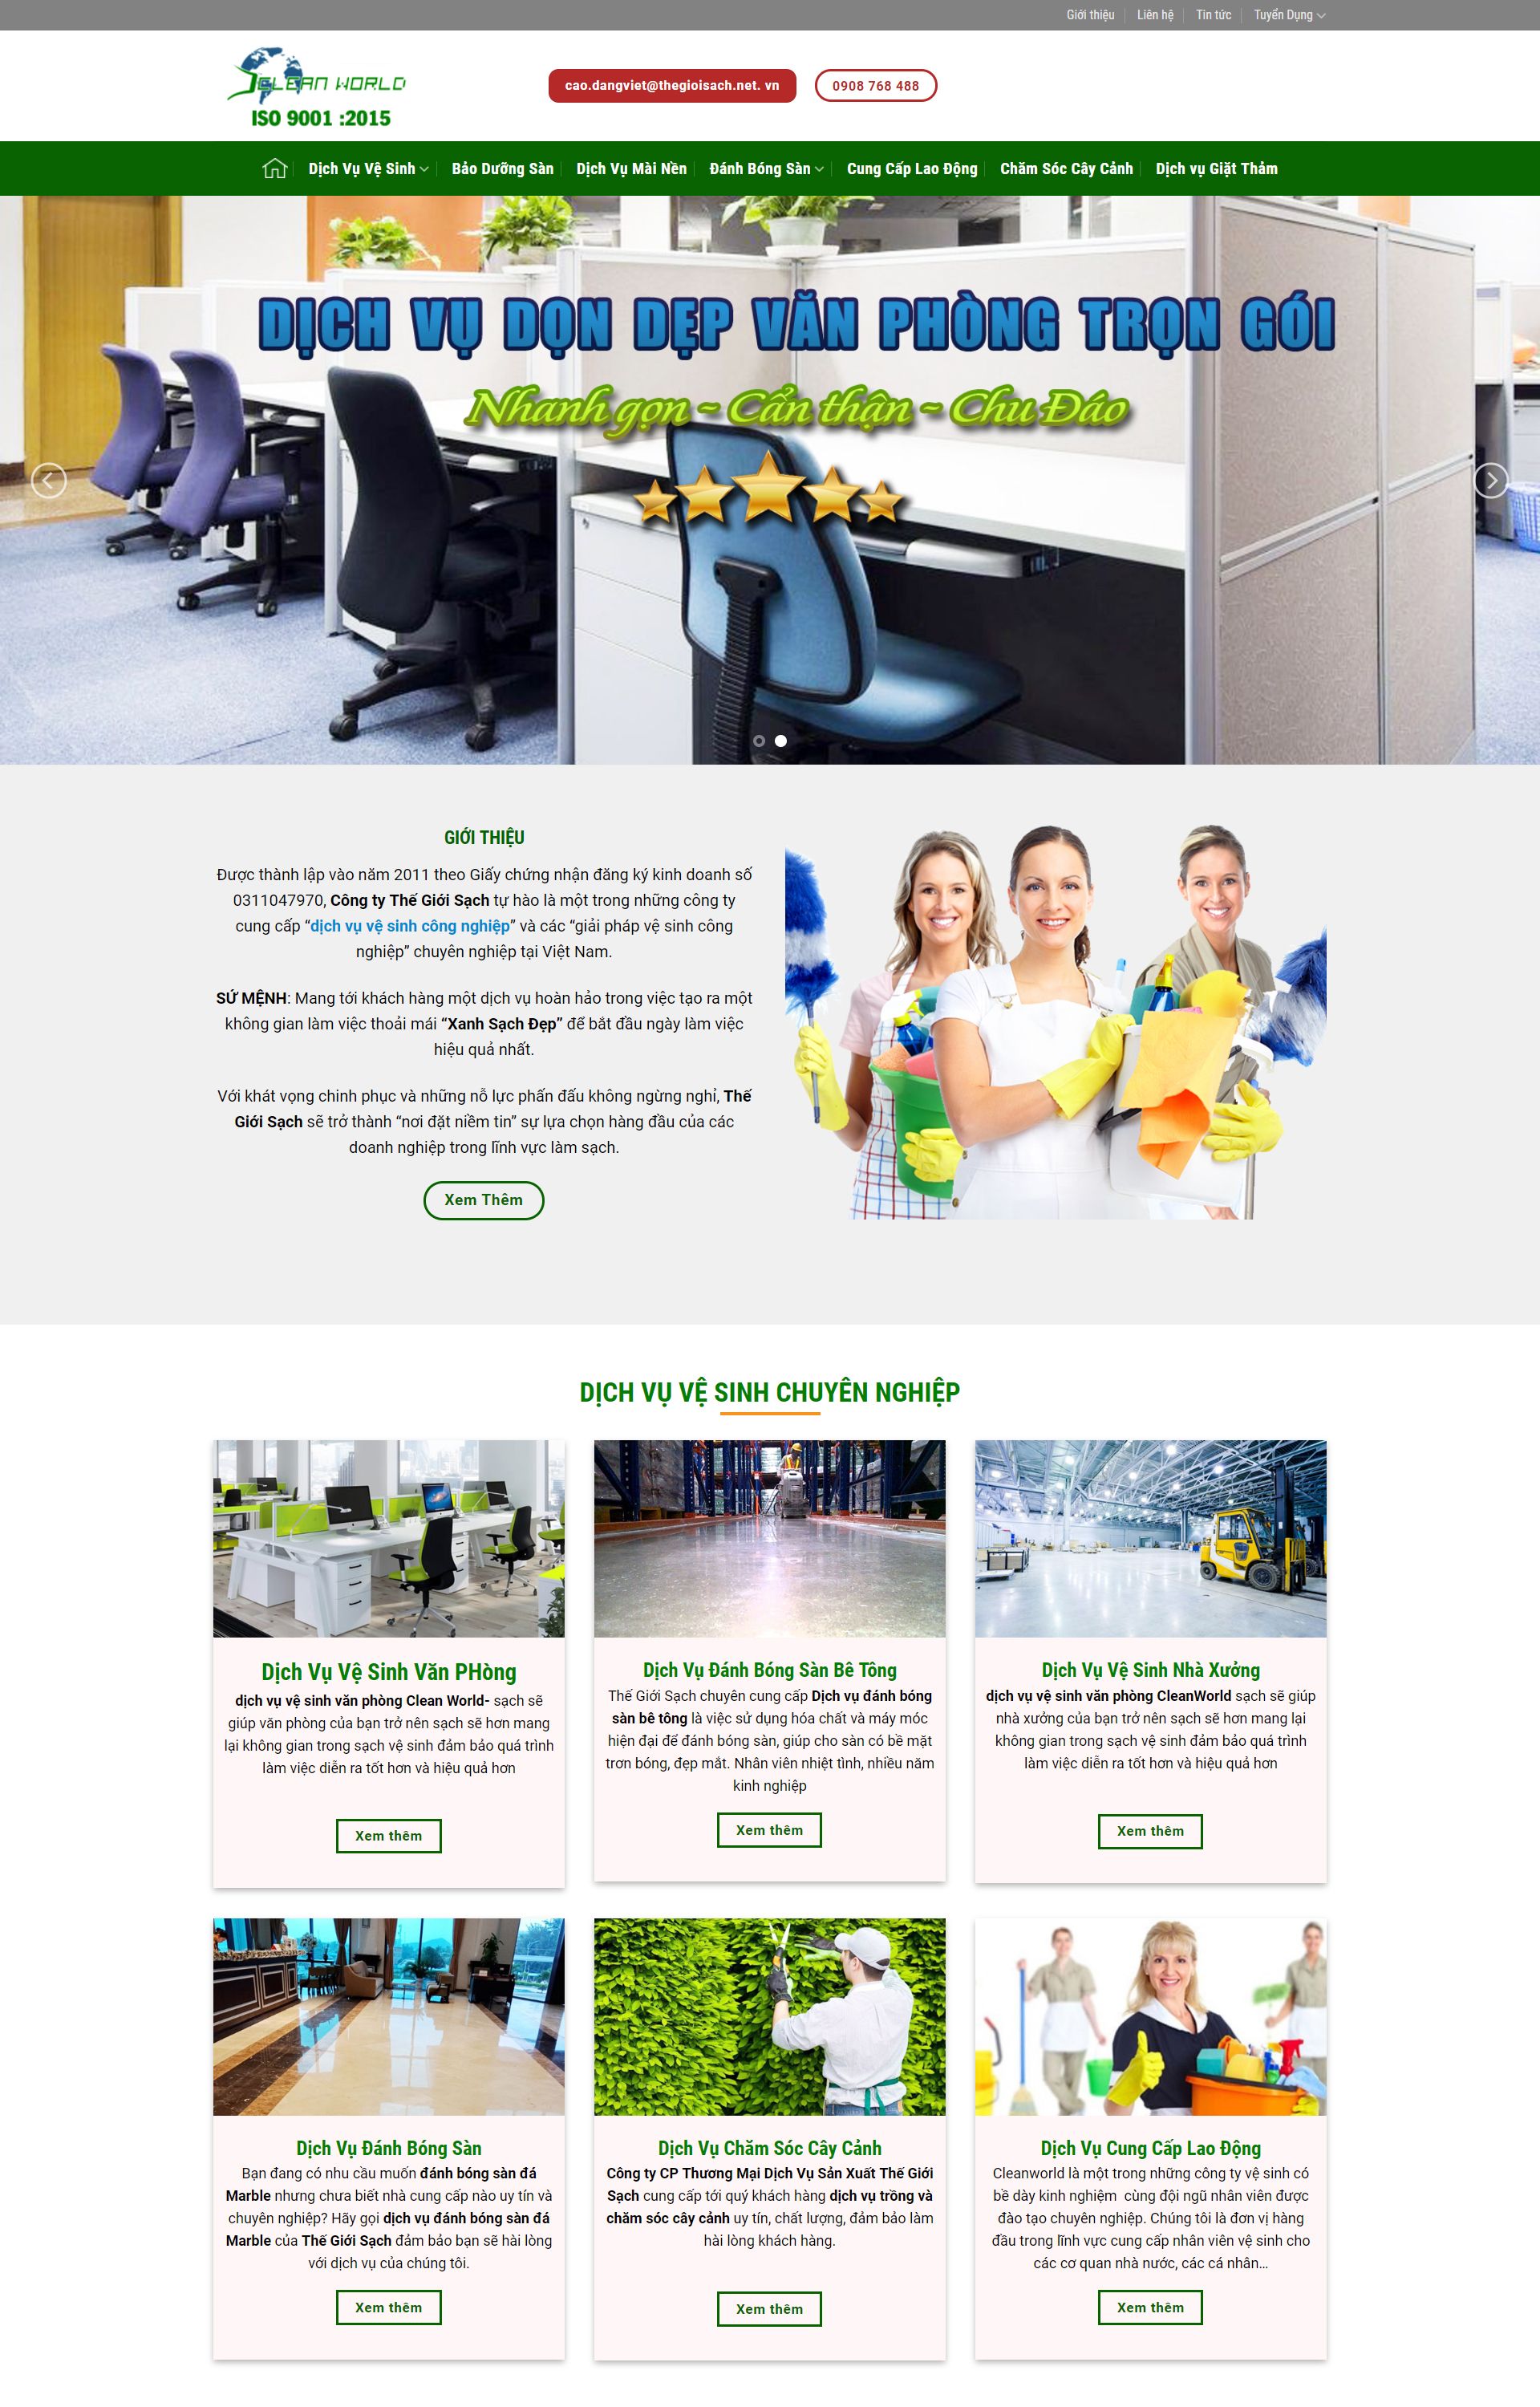 Giới thiệu
Liên hệ
Tin tức
Tuyển Dụng
CLEAN WORLD
ISO 9001 :2015
cao.dangviet@thegioisach.net. vn
0908 768 488
Dịch Vụ Vệ Sinh
Bảo Dưỡng Sàn
Dịch Vụ Mài Nền
Đánh Bóng Sàn
Cung Cấp Lao Động
Chăm Sóc Cây Cảnh
Dịch vụ Giặt Thảm
DỊCH VỤ DỌN DẸP VĂN PHÒNG TRỌN GÓI
Nhanh gọn - Cẩn thận - Chu Đáo
GIỚI THIỆU
Được thành lập vào năm 2011 theo Giấy chứng nhận đăng ký kinh doanh số
0311047970, Công ty Thế Giới Sạch tự hào là một trong những công ty
cung cấp “dịch vụ vệ sinh công nghiệp” và các “giải pháp vệ sinh công
nghiệp” chuyên nghiệp tại Việt Nam.
SỨ MỆNH: Mang tới khách hàng một dịch vụ hoàn hảo trong việc tạo ra một
không gian làm việc thoải mái “Xanh Sạch Đẹp” để bắt đầu ngày làm việc
hiệu quả nhất.
Với khát vọng chinh phục và những nỗ lực phấn đấu không ngừng nghỉ, Thế
Giới Sạch sẽ trở thành “nơi đặt niềm tin” sự lựa chọn hàng đầu của các
doanh nghiệp trong lĩnh vực làm sạch.
Xem Thêm
DỊCH VỤ VỆ SINH CHUYÊN NGHIỆP
Dịch Vụ Vệ Sinh Văn PHòng
dịch vụ vệ sinh văn phòng Clean World- sạch sẽ
giúp văn phòng của bạn trở nên sạch sẽ hơn mang
lại không gian trong sạch vệ sinh đảm bảo quá trình
làm việc diễn ra tốt hơn và hiệu quả hơn
Xem thêm
Dịch Vụ Đánh Bóng Sàn Bê Tông
Thế Giới Sạch chuyên cung cấp Dịch vụ đánh bóng
sàn bê tông là việc sử dụng hóa chất và máy móc
hiện đại để đánh bóng sàn, giúp cho sàn có bề mặt
trơn bóng, đẹp mắt. Nhân viên nhiệt tình, nhiều năm
kinh nghiệp
Xem thêm
Dịch Vụ Vệ Sinh Nhà Xưởng
dịch vụ vệ sinh văn phòng CleanWorld sạch sẽ giúp
nhà xưởng của bạn trở nên sạch sẽ hơn mang lại
không gian trong sạch vệ sinh đảm bảo quá trình
làm việc diễn ra tốt hơn và hiệu quả hơn
Xem thêm
Dịch Vụ Đánh Bóng Sàn
Bạn đang có nhu cầu muốn đánh bóng sàn đá
Marble nhưng chưa biết nhà cung cấp nào uy tín và
chuyên nghiệp? Hãy gọi dịch vụ đánh bóng sàn đá
Marble của Thế Giới Sạch đảm bảo bạn sẽ hài lòng
với dịch vụ của chúng tôi.
Xem thêm
Dịch Vụ Chăm Sóc Cây Cảnh
Công ty CP Thương Mại Dịch Vụ Sản Xuất Thế Giới
Sạch cung cấp tới quý khách hàng dịch vụ trồng và
chăm sóc cây cảnh uy tín, chất lượng, đảm bảo làm
hài lòng khách hàng.
Xem thêm
Dịch Vụ Cung Cấp Lao Động
Cleanworld là một trong những công ty vệ sinh có
bề dày kinh nghiệm cùng đội ngũ nhân viên được
đào tạo chuyên nghiệp. Chúng tôi là đơn vị hàng
đầu trong lĩnh vực cung cấp nhân viên vệ sinh cho
các cơ quan nhà nước, các cá nhân...
Xem thêm